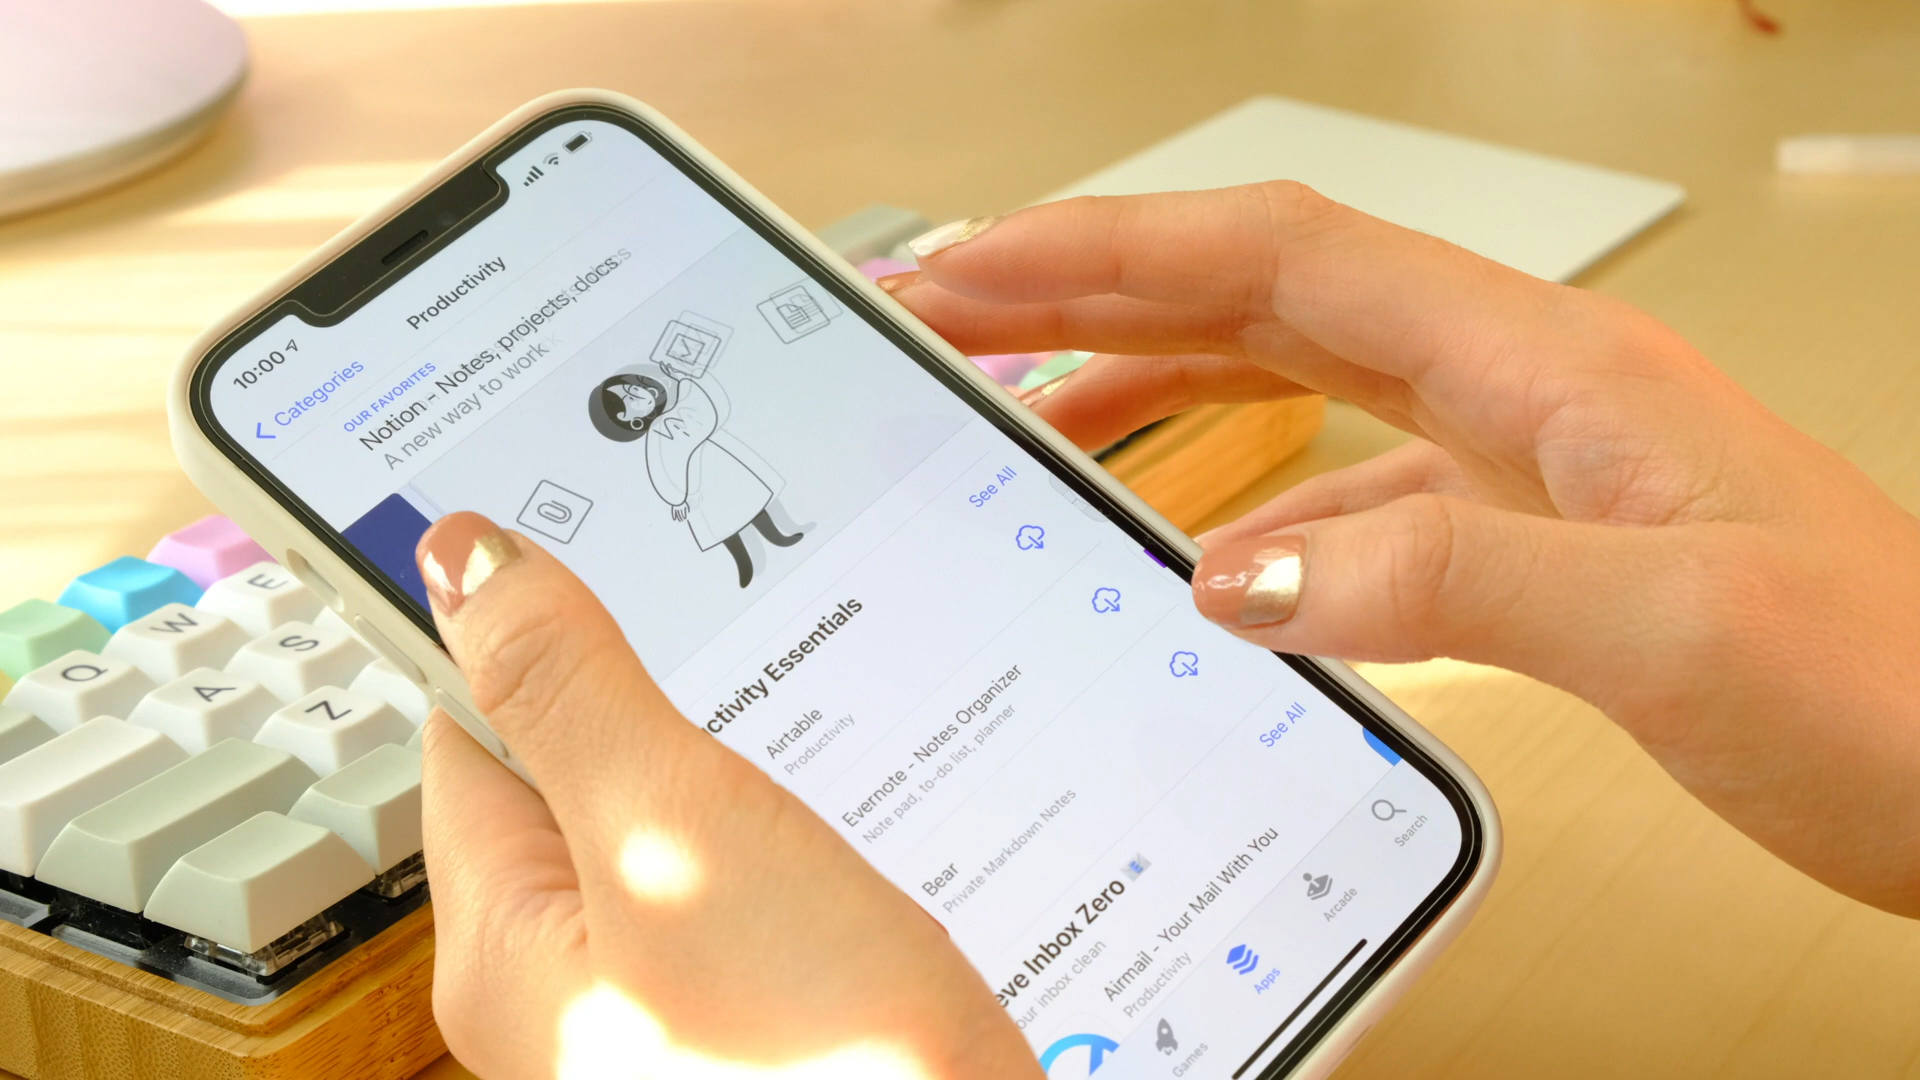 10:00
Categories
Productivity
OUR FAVORITES
Notion - Notes, projects, docs
A new way to work
ctivity Essentials
See All
Airtable
Productivity
Evernote - Notes Organizer
Note pad, to-do list, planner
Bear
Private Markdown Notes
eve Inbox Zero
See All
our inbox clean
Airmail - Your Mail With You
Productivity
Games
Apps
Arcade
Search
E
W
S
Q
A
Z